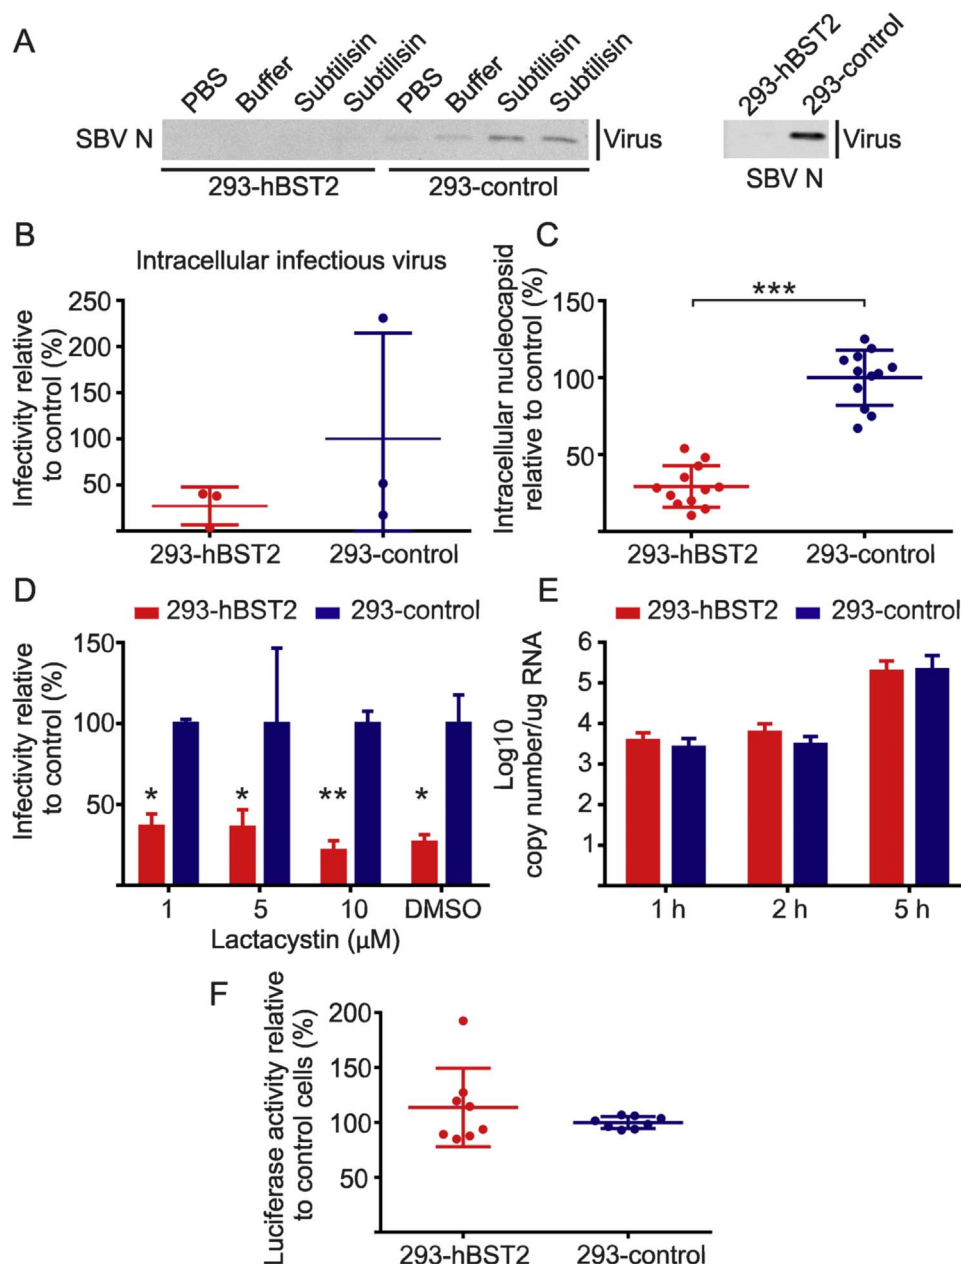 A
PBS
Buffer
Subtilisin
Subtilisin
PBS
Buffer
Subtilisin
Subtilisin
SBV N
Virus
293-hBST2
293-control
293-hBST2
293-control
Virus
SBV N
B
Intracellular infectious virus
Infectivity relative
to control (%)
250
200
150
100
50
293-hBST2
293-control
C
Intracellular nucleocapsid
relative to control (%)
150
100
50
***
293-hBST2
293-control
D
293-hBST2
293-control
Infectivity relative
to control (%)
150
100
50
*
*
**
*
1
5
10
DMSO
Lactacystin (µM)
E
293-hBST2
293-control
Log10
copy number/ug RNA
6
5
4
3
2
1
1 h
2 h
5 h
F
Luciferase activity relative
to control cells (%)
200
150
100
50
293-hBST2
293-control